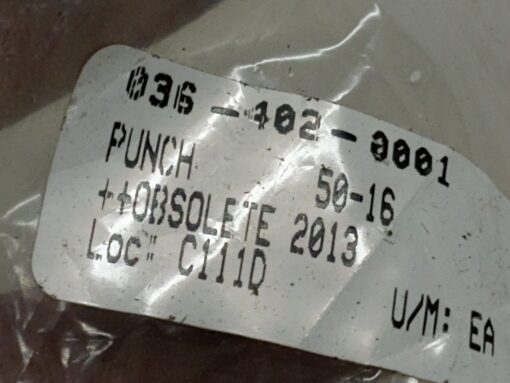 036-402-0001
PUNCH 50-16
++OBSOLETE 2013
Loc" C111D
U/M: EA